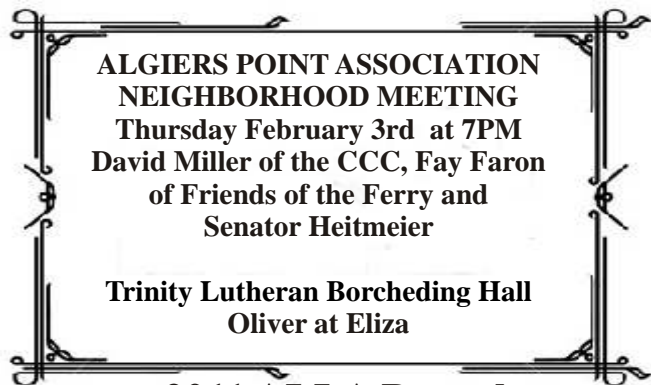 ALGIERS POINT ASSOCIATION
NEIGHBORHOOD MEETING
Thursday February 3rd at 7PM
David Miller of the CCC, Fay Faron
of Friends of the Ferry and
Senator Heitmeier
Trinity Lutheran Borcheding Hall
Oliver at Eliza